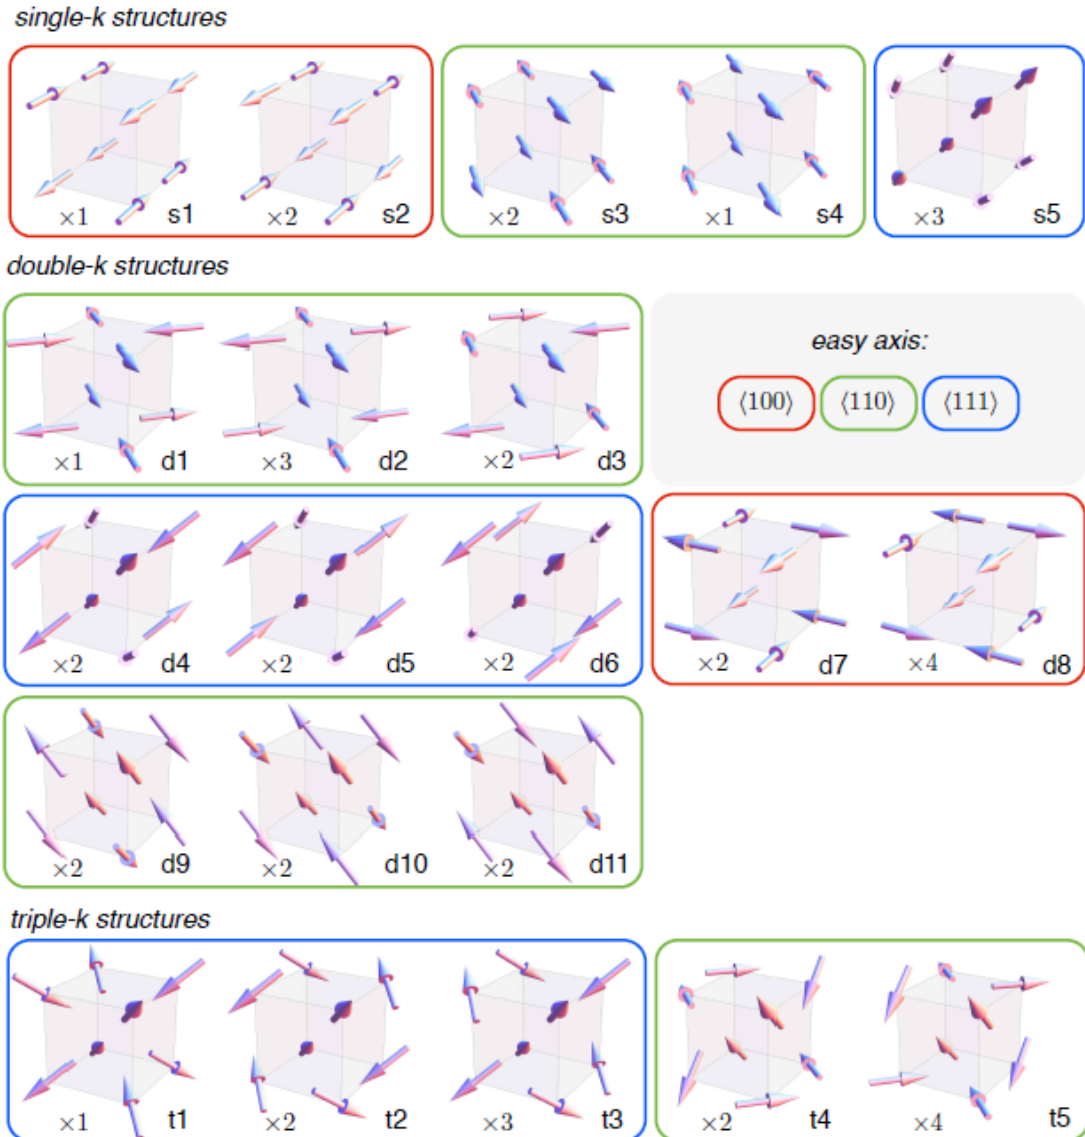 single-k structures
×1 s1 ×2 s2 ×2 s3 ×1 s4 ×3 s5
double-k structures
×1 d1 ×3 d2 ×2 d3
easy axis:
⟨100⟩ ⟨110⟩ ⟨111⟩
×2 d4 ×2 d5 ×2 d6 ×2 d7 ×4 d8
×2 d9 ×2 d10 ×2 d11
triple-k structures
×1 t1 ×2 t2 ×3 t3 ×2 t4 ×4 t5